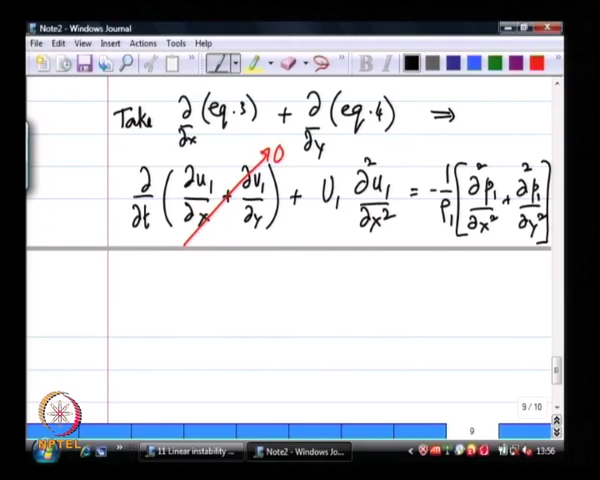 Note2 - Windows Journal
File Edit View Insert Actions Tools Help
B I
Take ∂/∂x (eq.3) + ∂/∂y (eq.4) ⇒
∂/∂t (∂u₁/∂x + ∂v₁/∂y) 0 + U₁ ∂²u₁/∂x² = -1/ρ₁ [∂²p₁/∂x² + ∂²p₁/∂y²]
9 / 10
9
NPTEL
11 Linear instability ...
Note2 - Windows Jo...
13:56